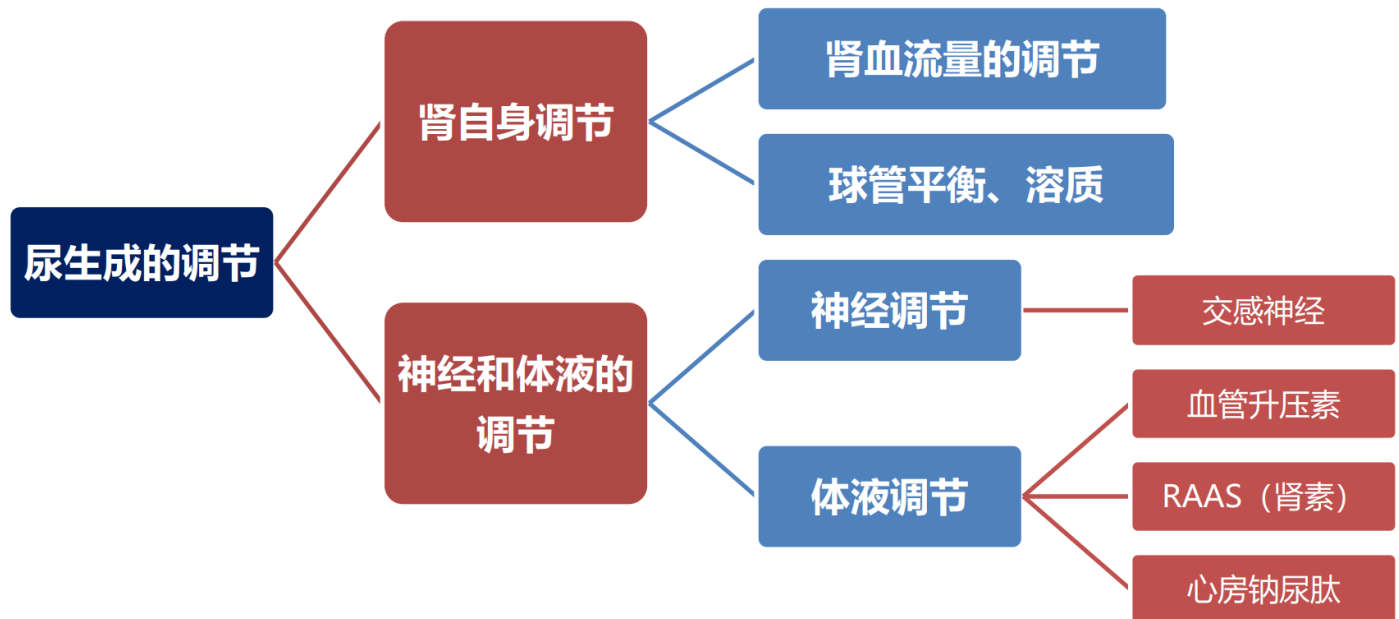 尿生成的调节
肾自身调节
肾血流量的调节
球管平衡、溶质
神经和体液的
调节
神经调节
交感神经
体液调节
血管升压素
RAAS（肾素）
心房钠尿肽